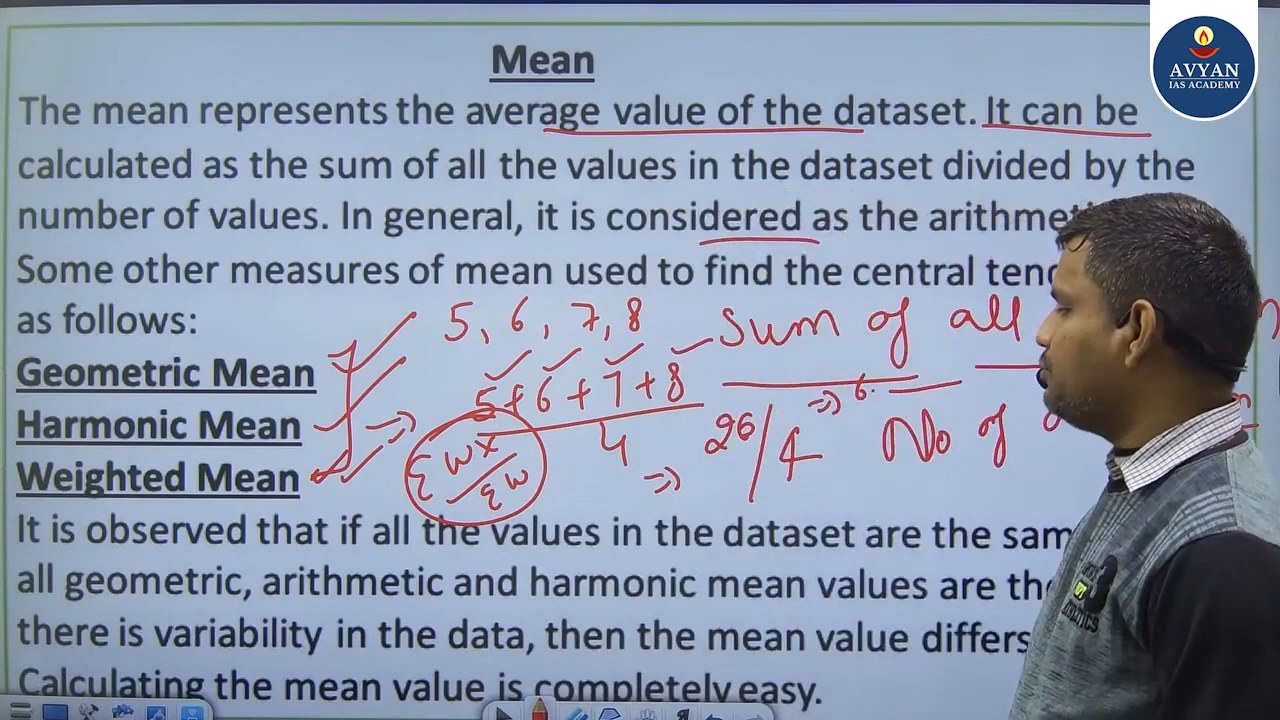 AVYAN
IAS ACADEMY
Mean
The mean represents the average value of the dataset. It can be
calculated as the sum of all the values in the dataset divided by the
number of values. In general, it is considered as the
Some other measures of mean used to find the central
as follows:
5, 6, 7, 8
Sum of all
Geometric Mean
5+6+7+8
4
Harmonic Mean
⇒
⇒ 26/4 ⇒ 6.
No of
Weighted Mean
Σwx/Σw
It is observed that if all the values in the dataset are the
all geometric, arithmetic and harmonic mean values are
there is variability in the data, then the mean value differs
Calculating the mean value is completely easy.